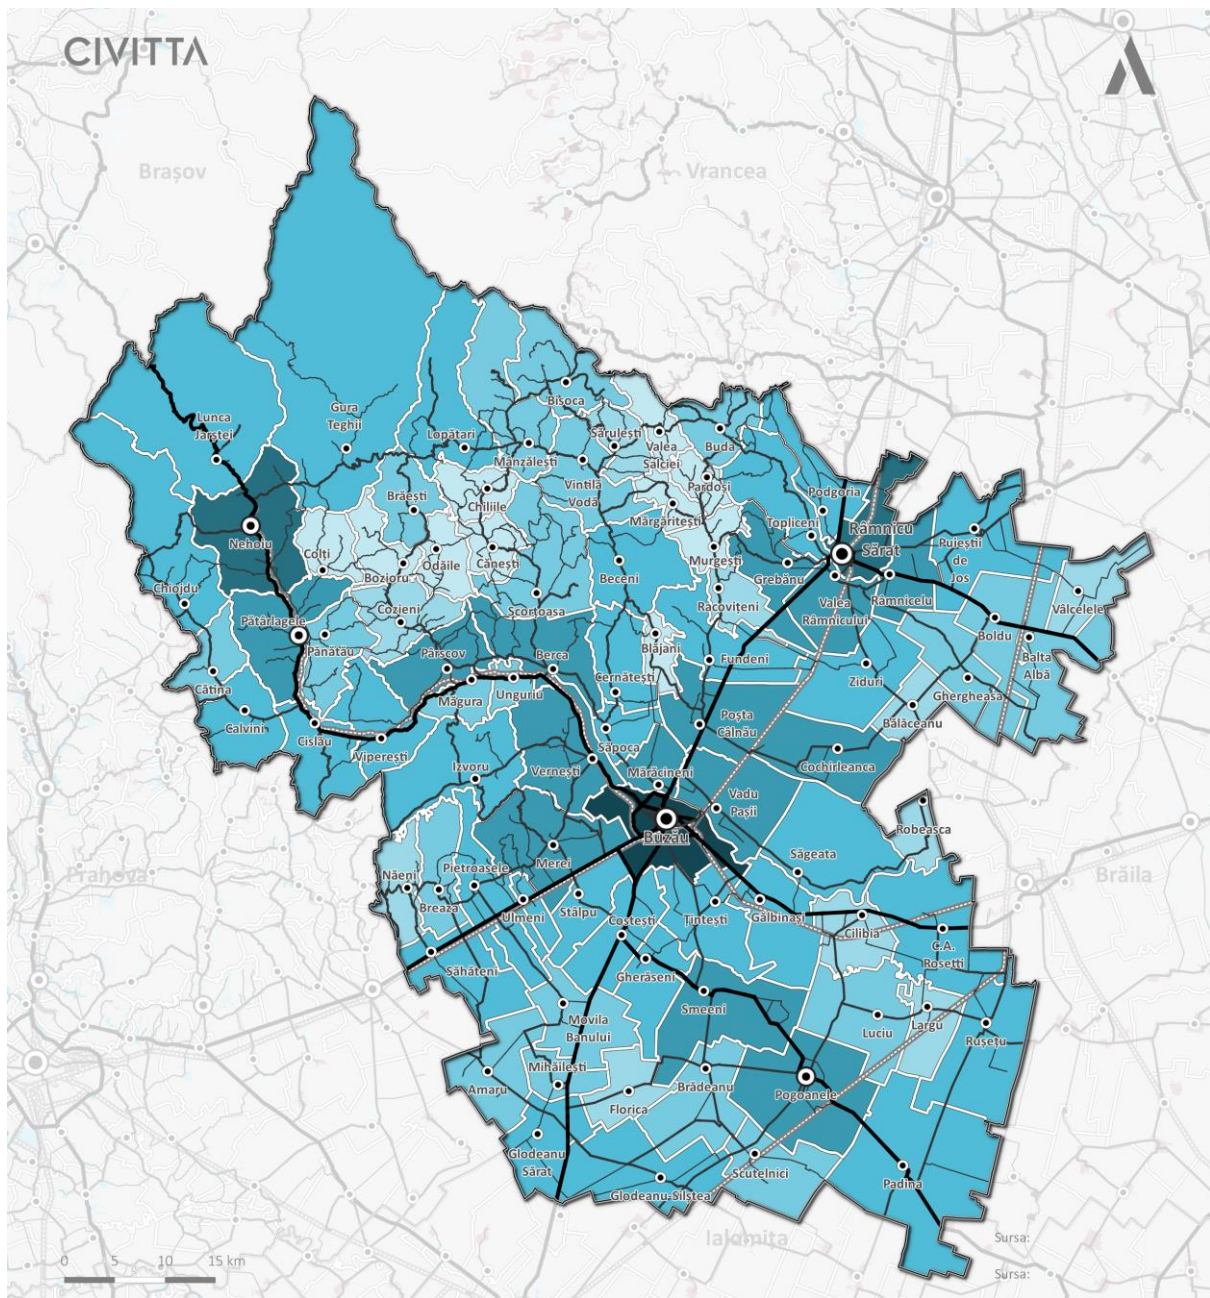 CIVITTA
Brașov
Vrancea
Lunca
Jarștei
Gura
Teghii
Lopătari
Bisoca
Mânzălești
Sărulești
Valea
Salciei
Buda
Vintilă
Vodă
Pardoși
Mărgăritești
Brăești
Chiliile
Podgoria
Topliceni
Râmnicu
Sărat
Puieștii
de
Jos
Nehoiu
Colți
Bozioru
Odăile
Cănești
Murgești
Grebănu
Beceni
Chiojdu
Valea
Râmnicului
Râmnicelu
Vâlcelele
Pătârlagele
Cozieni
Scorțoasa
Racovițeni
Pănătău
Boldu
Balta
Albă
Blăjani
Pârscov
Berca
Fundeni
Ziduri
Ghergheasa
Cătina
Măgura
Unguriu
Cernătești
Calvini
Cislău
Viperești
Poșta
Câlnău
Bălăceanu
Săpoca
Cochirleanca
Izvoru
Vernești
Mărăcineni
Vadu
Pașii
Robeasca
Buzău
Prahova
Brăila
Merei
Săgeata
Năeni
Pietroasele
Breaza
Ulmeni
Stâlpu
Costești
Țintești
Gălbinași
Cilibia
C.A.
Rosetti
Săhăteni
Gherăseni
Smeeni
Movila
Banului
Luciu
Largu
Rușețu
Mihăilești
Amaru
Florica
Brădeanu
Pogoanele
Glodeanu
Sărat
Scutelnici
Padina
Glodeanu-Siliștea
Ialomița
Sursa:
0 5 10 15 km
Sursa: